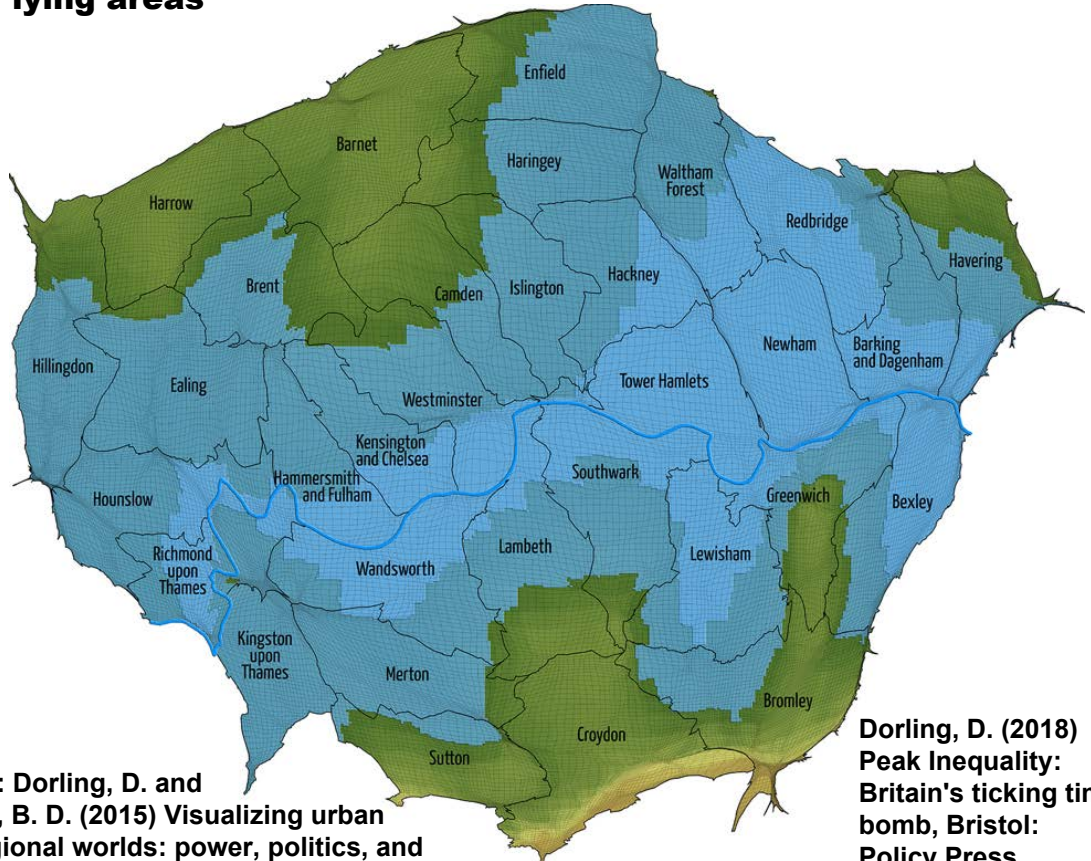 lying areas
Enfield
Barnet
Haringey
Waltham
Forest
Harrow
Redbridge
Havering
Hackney
Brent
Camden
Islington
Newham
Barking
and Dagenham
Hillingdon
Ealing
Tower Hamlets
Westminster
Kensington
and Chelsea
Southwark
Hammersmith
and Fulham
Hounslow
Greenwich
Bexley
Lambeth
Lewisham
Richmond
upon
Thames
Wandsworth
Kingston
upon
Thames
Merton
Bromley
Croydon
Sutton
: Dorling, D. and
, B. D. (2015) Visualizing urban
gional worlds: power, politics, and
Dorling, D. (2018)
Peak Inequality:
Britain's ticking tin
bomb, Bristol:
Policy Press